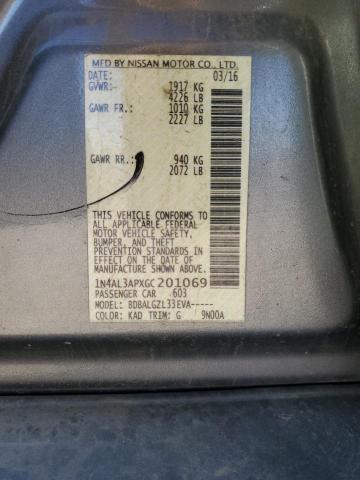 MFD BY NISSAN MOTOR CO., LTD.
DATE: 03/16
GVWR:- 1917 KG
4226 LB
GAWR FR.: 1010 KG
2227 LB
GAWR RR.: 940 KG
2072 LB
THIS VEHICLE CONFORMS TO
ALL APPLICABLE FEDERAL
MOTOR VEHICLE SAFETY,
BUMPER, AND THEFT
PREVENTION STANDARDS
IN EFFECT ON THE DATE OF
MANUFACTURE SHOWN ABOVE.
1N4AL3APXGC201069
PASSENGER CAR 603
MODEL: BDBALGZL33EVA-----
COLOR: KAD TRIM: G 9N00A